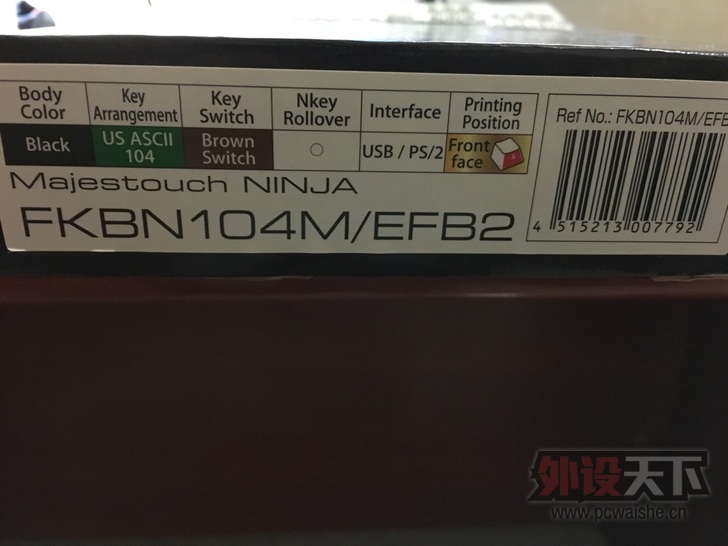 Body Color
Key Arrangement
Key Switch
Nkey Rollover
Interface
Printing Position
Black
US ASCII 104
Brown Switch
○
USB / PS/2
Front face
A
Majestouch NINJA
FKBN104M/EFB2
Ref No.: FKBN104M/EFB
4 515213 007792
外设天下
www.pcwaishe.cn